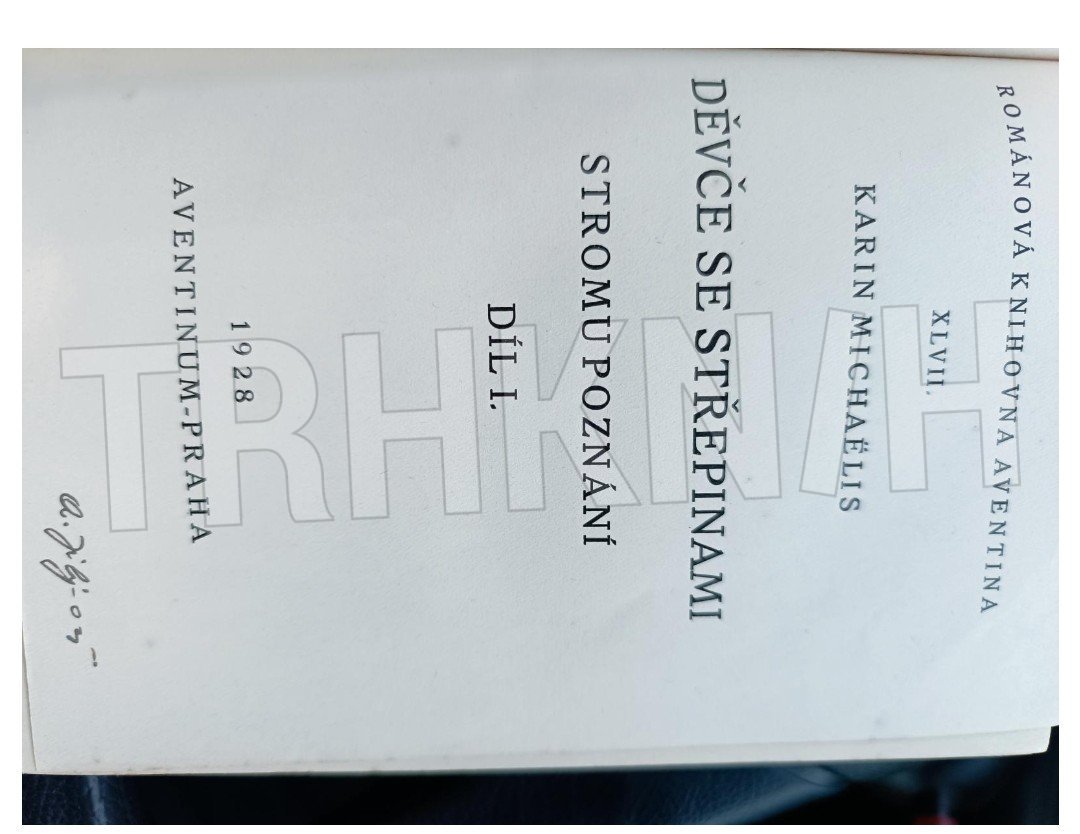 ROMÁNOVÁ KNIHOVNA AVENTINA
XLVII.
KARIN MICHAËLIS
DĚVČE SE STŘEPINAMI
STROMU POZNÁNÍ
DÍL I.
1928
AVENTINUM-PRAHA
TRHKNIH